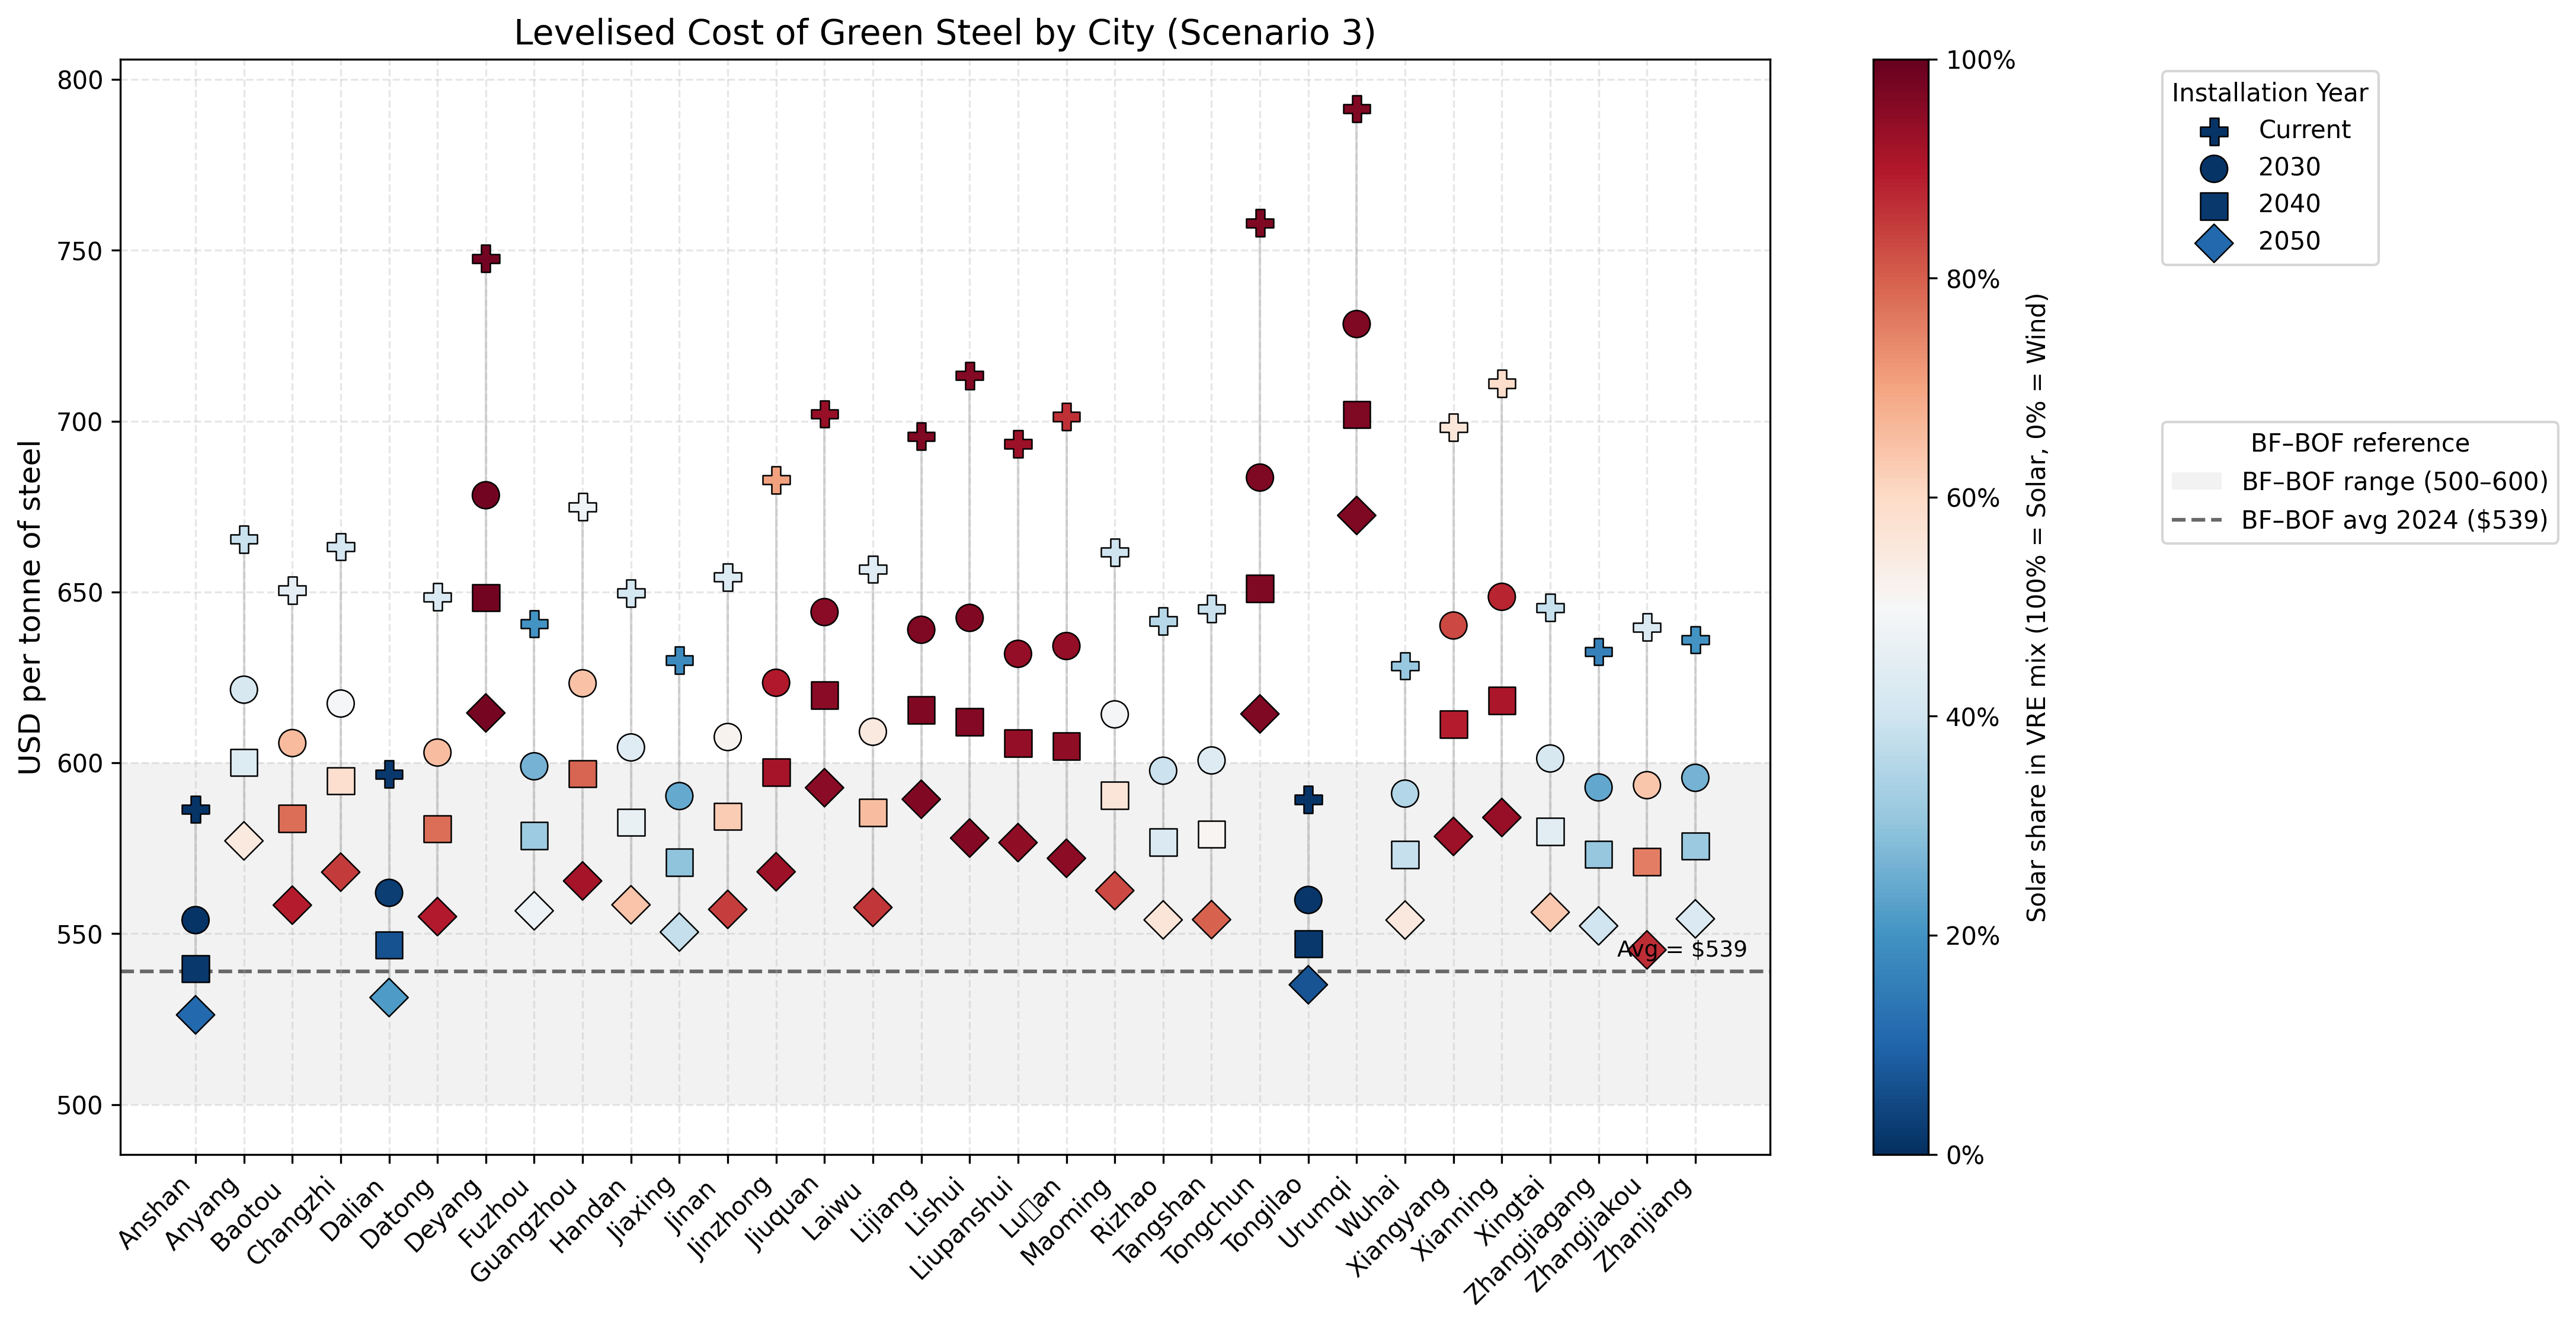 Levelised Cost of Green Steel by City (Scenario 3)
USD per tonne of steel
800
750
700
650
600
550
500
Avg = $539
Anshan
Anyang
Baotou
Changzhi
Dalian
Datong
Deyang
Fuzhou
Guangzhou
Handan
Jiaxing
Jinan
Jinzhong
Jiuquan
Laiwu
Lijiang
Lishui
Liupanshui
Lu▯an
Maoming
Rizhao
Tangshan
Tongchun
Tongilao
Urumqi
Wuhai
Xiangyang
Xianning
Xingtai
Zhangjiagang
Zhangjiakou
Zhanjiang
100%
80%
60%
40%
20%
0%
Solar share in VRE mix (100% = Solar, 0% = Wind)
Installation Year
Current
2030
2040
2050
BF–BOF reference
BF–BOF range (500–600)
BF–BOF avg 2024 ($539)